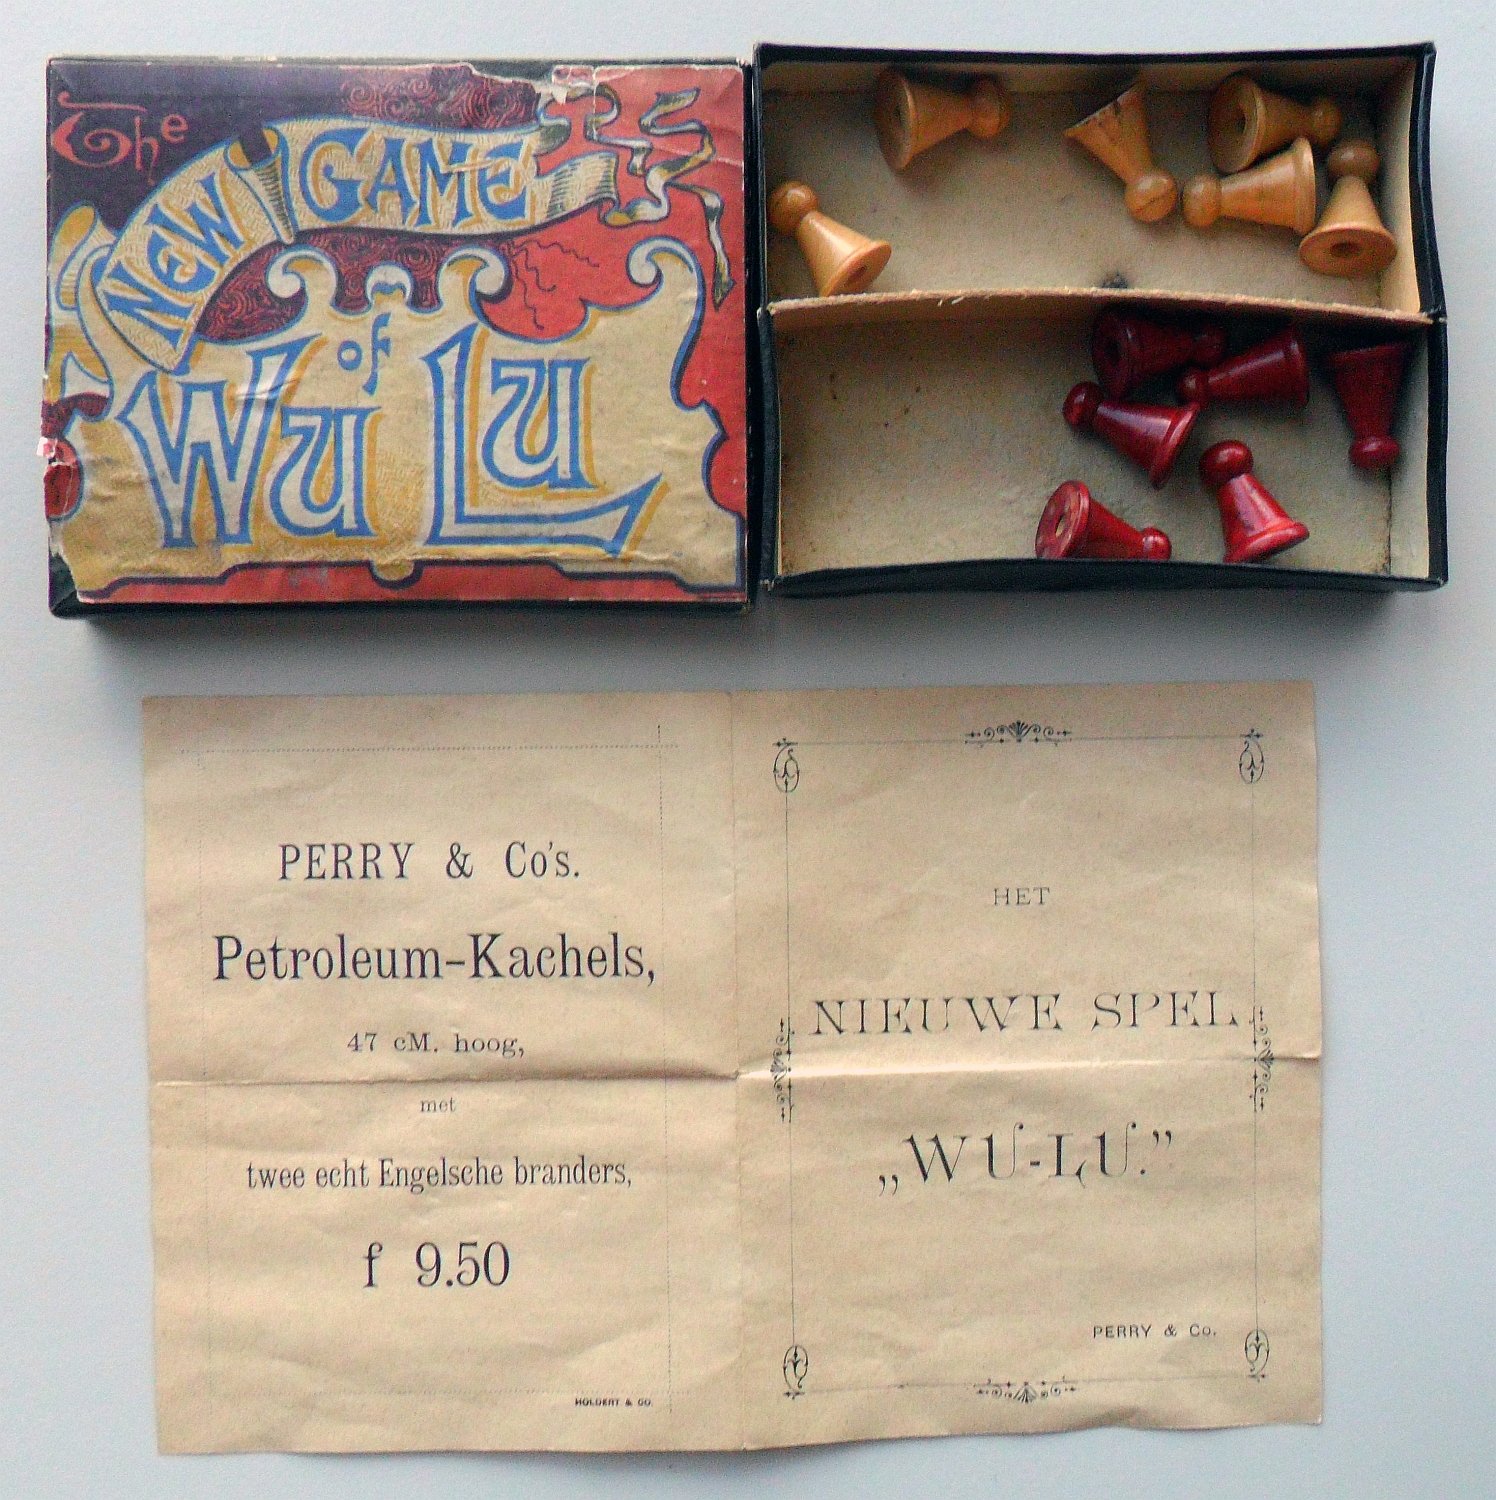 The
NEW GAME
of
WU LU
PERRY & Co's.
Petroleum-Kachels,
47 cM. hoog,
met
twee echt Engelsche branders,
f 9.50
HOLDERT & CO.
HET
NIEUWE SPEL
„WU-LU.”
PERRY & Co.